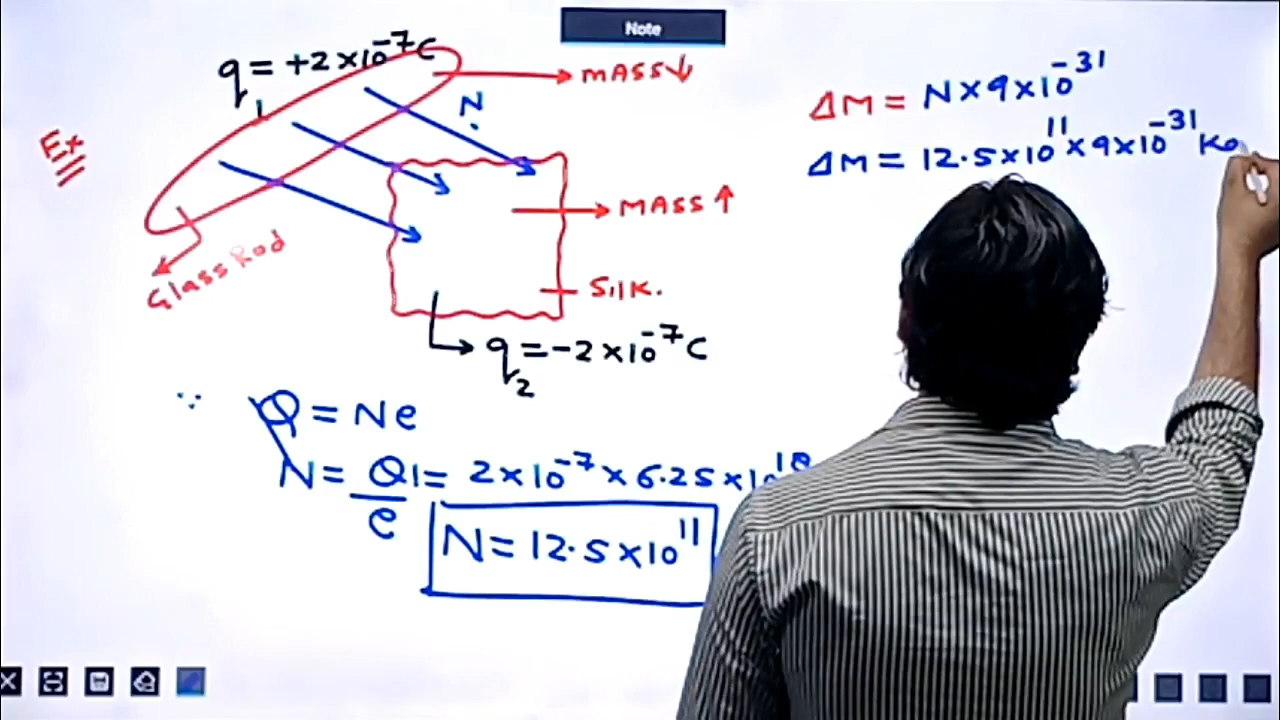 Note
q₁ = +2×10⁻⁷C
MASS↓
N
Ex
MASS↑
Glass Rod
Silk.
q₂ = -2×10⁻⁷C
∵ Q = Ne
N = Q/e = 2×10⁻⁷ × 6.25×10¹⁸
N = 12.5×10¹¹
ΔM = N×9×10⁻³¹
ΔM = 12.5×10¹¹×9×10⁻³¹